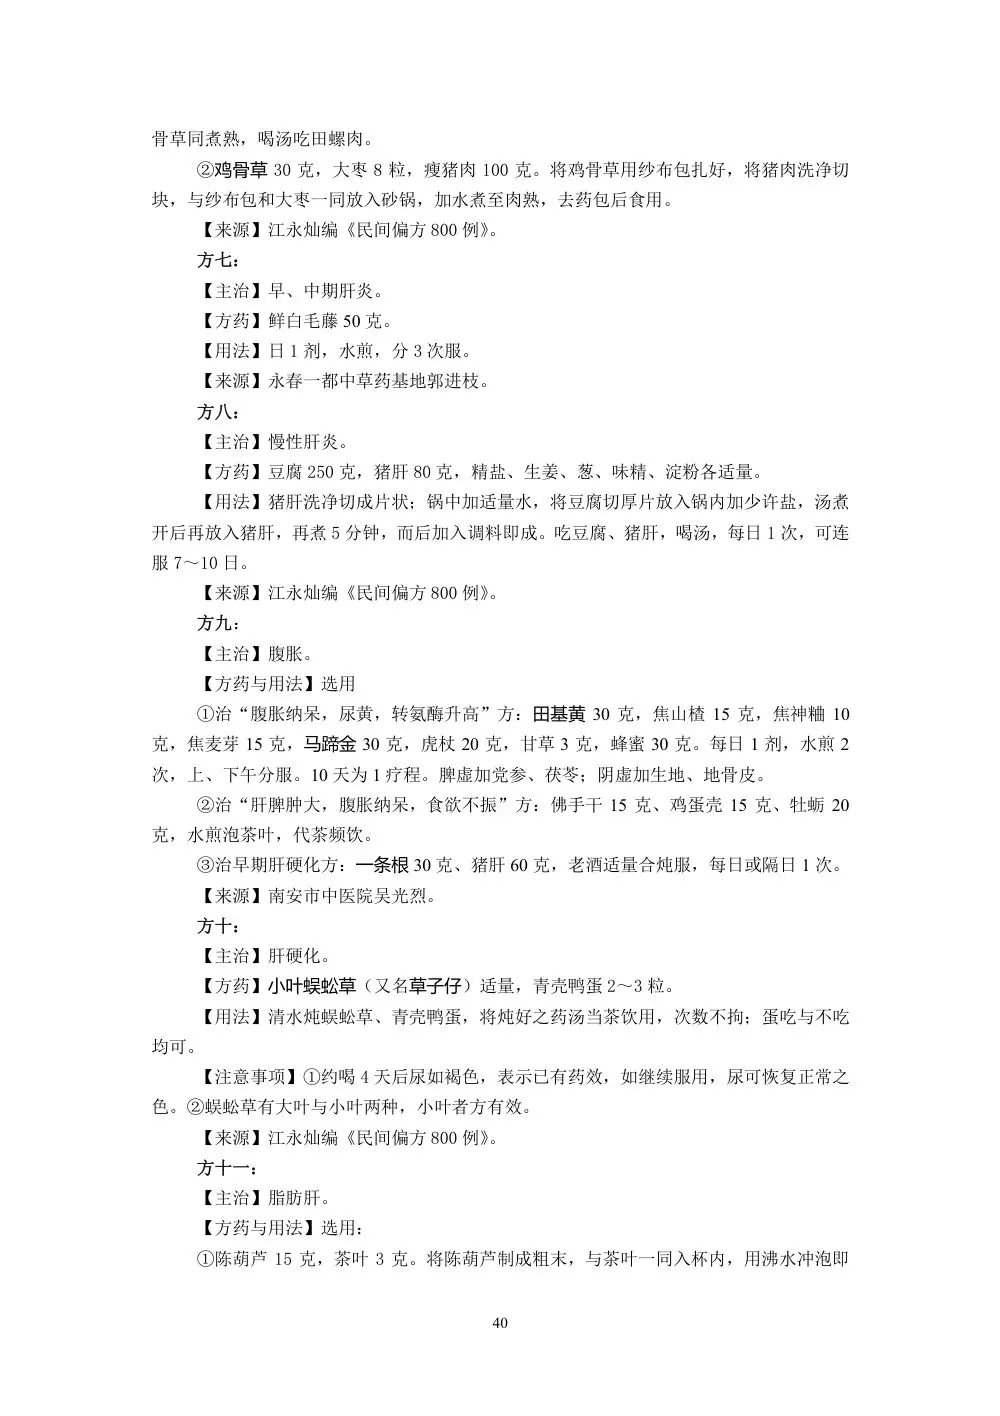 骨草同煮熟，喝汤吃田螺肉。
②鸡骨草 30 克，大枣 8 粒，瘦猪肉 100 克。将鸡骨草用纱布包扎好，将猪肉洗净切
块，与纱布包和大枣一同放入砂锅，加水煮至肉熟，去药包后食用。
【来源】江永灿编《民间偏方 800 例》。
方七：
【主治】早、中期肝炎。
【方药】鲜白毛藤 50 克。
【用法】日 1 剂，水煎，分 3 次服。
【来源】永春一都中草药基地郭进枝。
方八：
【主治】慢性肝炎。
【方药】豆腐 250 克，猪肝 80 克，精盐、生姜、葱、味精、淀粉各适量。
【用法】猪肝洗净切成片状；锅中加适量水，将豆腐切厚片放入锅内加少许盐，汤煮
开后再放入猪肝，再煮 5 分钟，而后加入调料即成。吃豆腐、猪肝，喝汤，每日 1 次，可连
服 7～10 日。
【来源】江永灿编《民间偏方 800 例》。
方九：
【主治】腹胀。
【方药与用法】选用
①治“腹胀纳呆，尿黄，转氨酶升高”方：田基黄 30 克，焦山楂 15 克，焦神粬 10
克，焦麦芽 15 克，马蹄金 30 克，虎杖 20 克，甘草 3 克，蜂蜜 30 克。每日 1 剂，水煎 2
次，上、下午分服。10 天为 1 疗程。脾虚加党参、茯苓；阴虚加生地、地骨皮。
②治“肝脾肿大，腹胀纳呆，食欲不振”方：佛手干 15 克、鸡蛋壳 15 克、牡蛎 20
克，水煎泡茶叶，代茶频饮。
③治早期肝硬化方：一条根 30 克、猪肝 60 克，老酒适量合炖服，每日或隔日 1 次。
【来源】南安市中医院吴光烈。
方十：
【主治】肝硬化。
【方药】小叶蜈蚣草（又名草子仔）适量，青壳鸭蛋 2～3 粒。
【用法】清水炖蜈蚣草、青壳鸭蛋，将炖好之药汤当茶饮用，次数不拘；蛋吃与不吃
均可。
【注意事项】①约喝 4 天后尿如褐色，表示已有药效，如继续服用，尿可恢复正常之
色。②蜈蚣草有大叶与小叶两种，小叶者方有效。
【来源】江永灿编《民间偏方 800 例》。
方十一：
【主治】脂肪肝。
【方药与用法】选用：
①陈葫芦 15 克，茶叶 3 克。将陈葫芦制成粗末，与茶叶一同入杯内，用沸水冲泡即
40